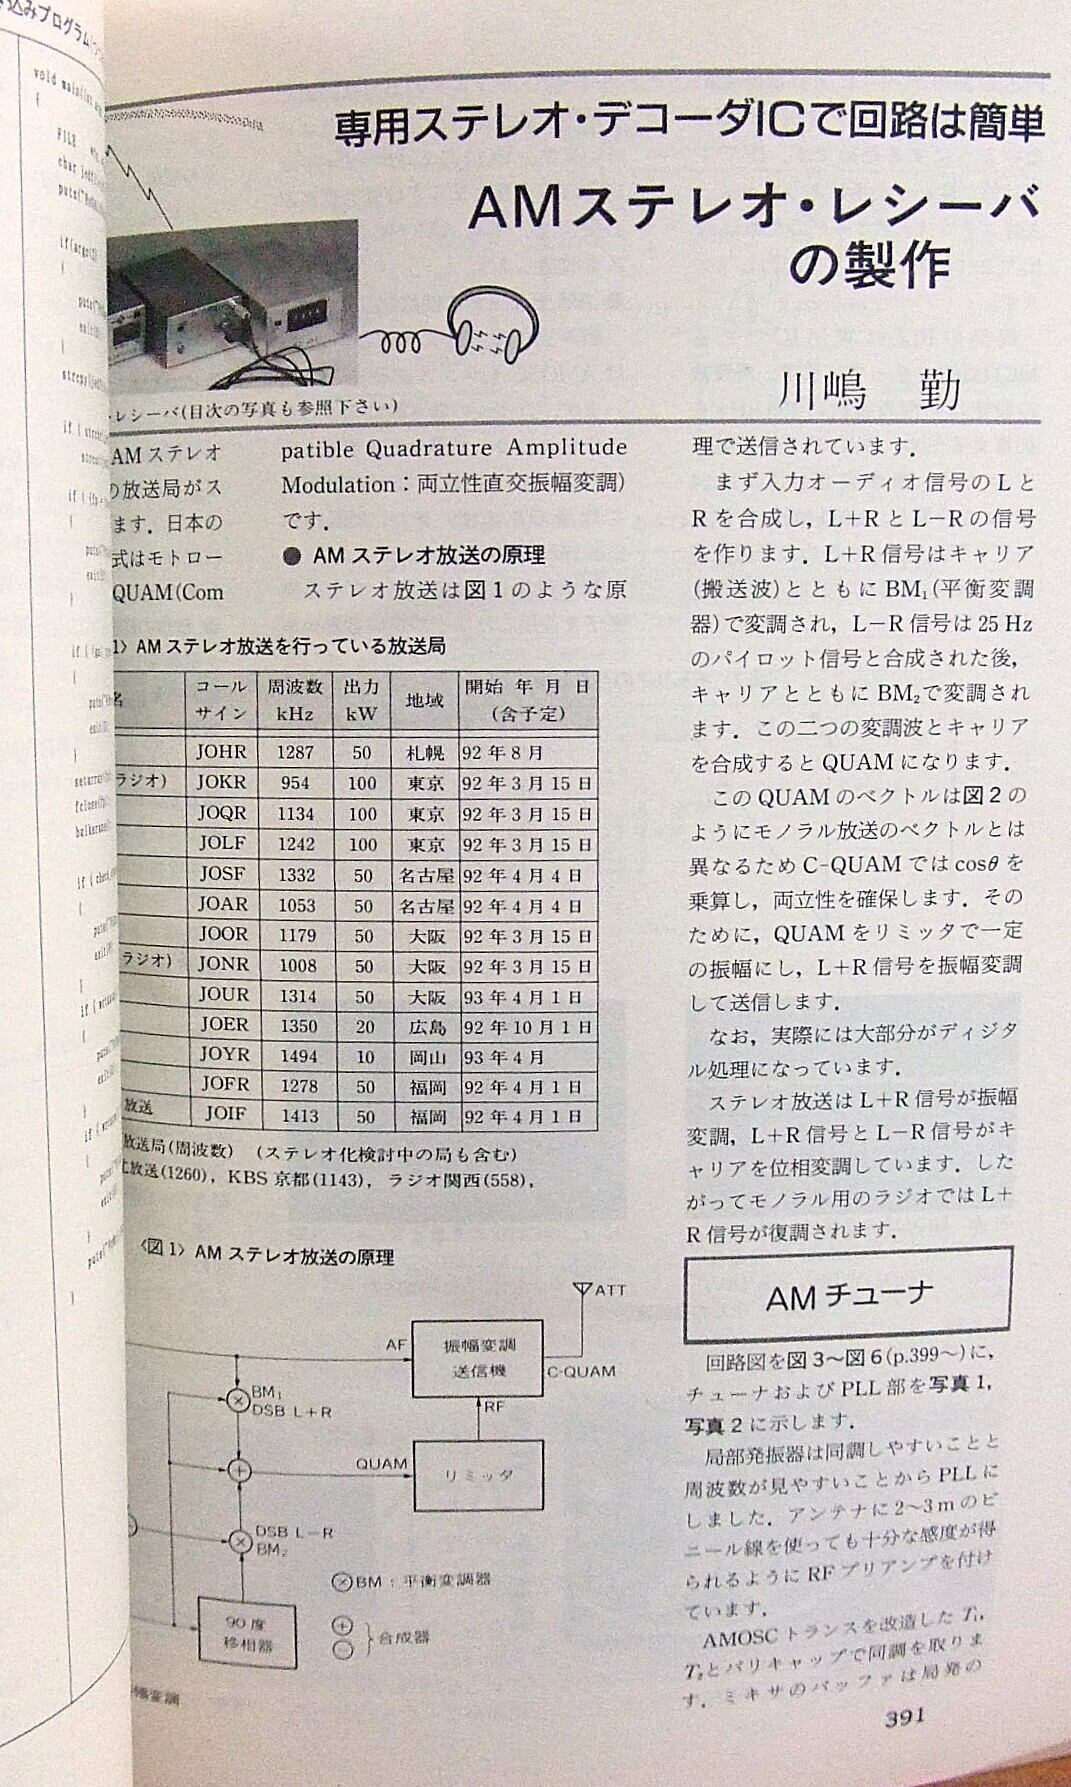 込みプログラム
void main(int
{
FILE
char
puts("
if(argc
{
puts("
exit(
}
専用ステレオ・デコーダICで回路は簡単
AMステレオ・レシーバ
の製作
川嶋 勤
・レシーバ(目次の写真も参照下さい)
AMステレオ
の放送局がス
ます．日本の
式はモトロー
QUAM(Com
patible Quadrature Amplitude
Modulation：両立性直交振幅変調)
です．
● AMステレオ放送の原理
ステレオ放送は図1のような原
1〉AMステレオ放送を行っている放送局
名 コールサイン 周波数kHz 出力kW 地域 開始 年 月 日(含予定)
JOHR 1287 50 札幌 92年8月
ラジオ) JOKR 954 100 東京 92年3月15日
JOQR 1134 100 東京 92年3月15日
JOLF 1242 100 東京 92年3月15日
JOSF 1332 50 名古屋 92年4月4日
JOAR 1053 50 名古屋 92年4月4日
JOOR 1179 50 大阪 92年3月15日
ラジオ) JONR 1008 50 大阪 92年3月15日
JOUR 1314 50 大阪 93年4月1日
JOER 1350 20 広島 92年10月1日
JOYR 1494 10 岡山 93年4月
JOFR 1278 50 福岡 92年4月1日
放送 JOIF 1413 50 福岡 92年4月1日
放送局(周波数) (ステレオ化検討中の局も含む)
放送(1260)，KBS京都(1143)，ラジオ関西(558)，
〈図1〉AMステレオ放送の原理
ATT
AF
振幅変調
送信機
C-QUAM
BM₁
DSB L+R
RF
QUAM
リミッタ
DSB L−R
BM₂
BM：平衡変調器
合成器
90度
移相器
幅変調
理で送信されています．
まず入力オーディオ信号のLと
Rを合成し，L+RとL−Rの信号
を作ります．L+R信号はキャリア
(搬送波)とともにBM₁(平衡変調
器)で変調され，L−R信号は25Hz
のパイロット信号と合成された後，
キャリアとともにBM₂で変調され
ます．この二つの変調波とキャリア
を合成するとQUAMになります．
このQUAMのベクトルは図2の
ようにモノラル放送のベクトルとは
異なるためC-QUAMではcosθを
乗算し，両立性を確保します．その
ために，QUAMをリミッタで一定
の振幅にし，L+R信号を振幅変調
して送信します．
なお，実際には大部分がディジタ
ル処理になっています．
ステレオ放送はL+R信号が振幅
変調，L+R信号とL−R信号がキ
ャリアを位相変調しています．した
がってモノラル用のラジオではL+
R信号が復調されます．
AMチューナ
回路図を図3〜図6(p.399〜)に，
チューナおよびPLL部を写真1，
写真2に示します．
局部発振器は同調しやすいことと
周波数が見やすいことからPLLに
しました．アンテナに2〜3mのビ
ニール線を使っても十分な感度が得
られるようにRFプリアンプを付け
ています．
AMOSCトランスを改造したT₁，
T₂とバリキャップで同調を取りま
す．ミキサのバッファは局発の
391